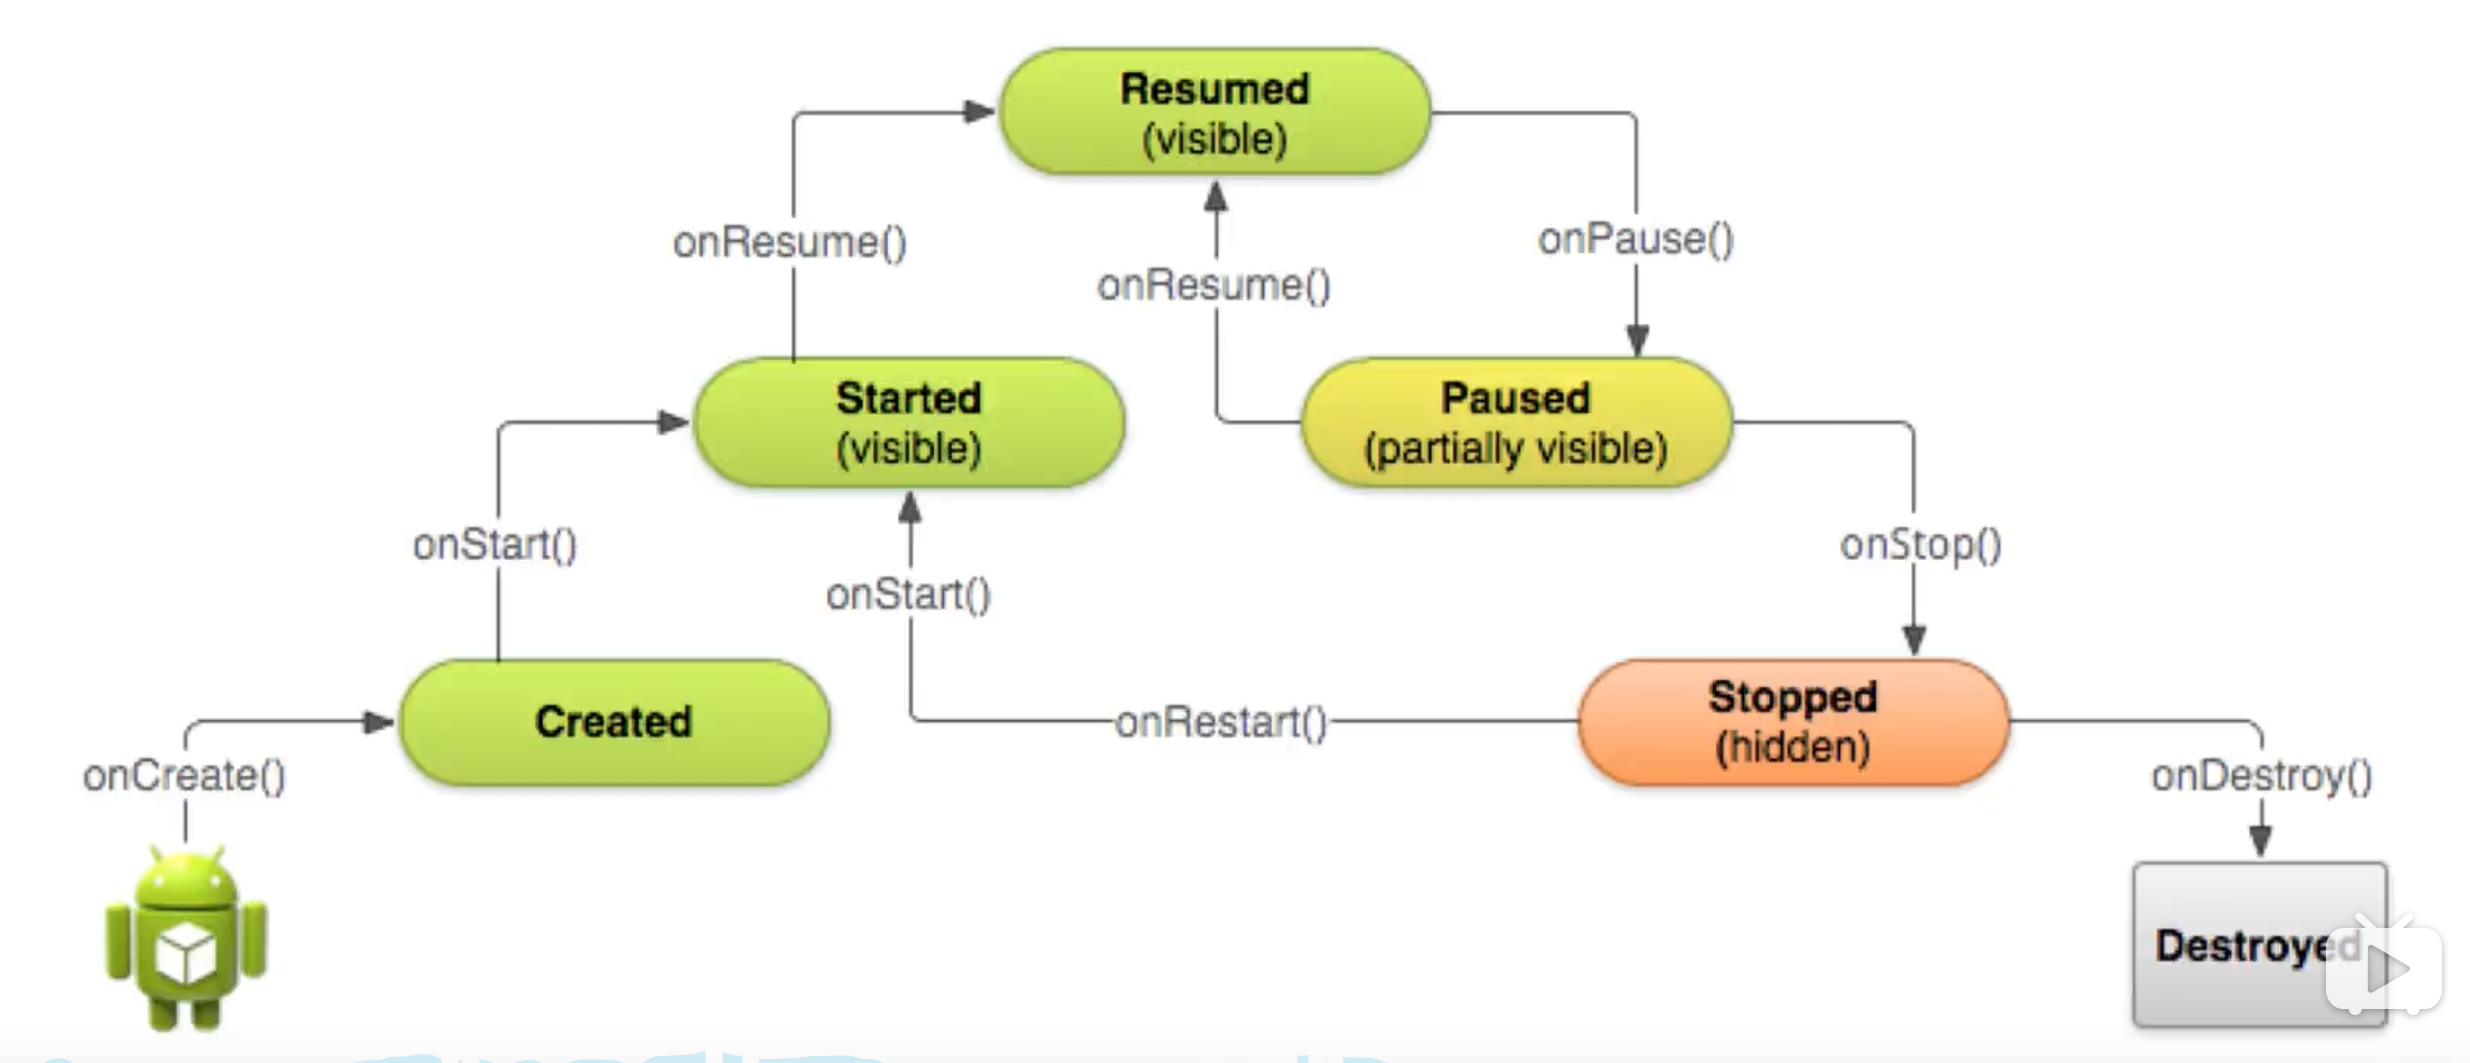 Resumed
(visible)
onResume()
onPause()
onResume()
Started
(visible)
Paused
(partially visible)
onStart()
onStop()
onStart()
Created
onRestart()
Stopped
(hidden)
onCreate()
onDestroy()
Destroyed